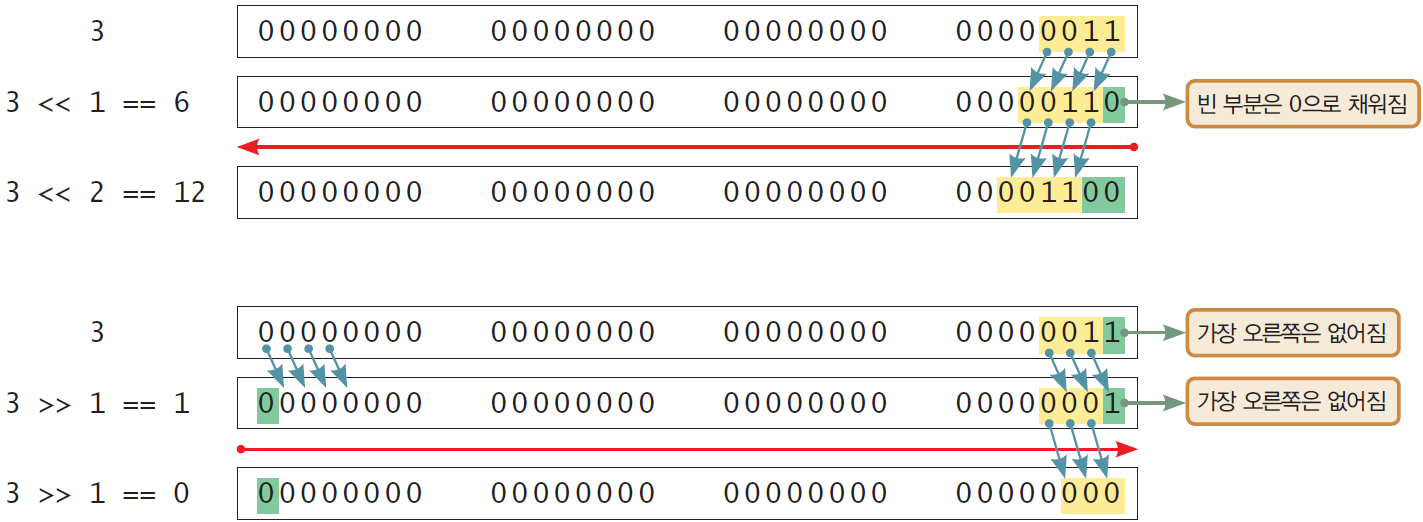 3 00000000 00000000 00000000 00000011
3 << 1 == 6 00000000 00000000 00000000 00000110 빈 부분은 0으로 채워짐
3 << 2 == 12 00000000 00000000 00000000 00001100
3 00000000 00000000 00000000 00000011 가장 오른쪽은 없어짐
3 >> 1 == 1 00000000 00000000 00000000 00000001 가장 오른쪽은 없어짐
3 >> 1 == 0 00000000 00000000 00000000 00000000